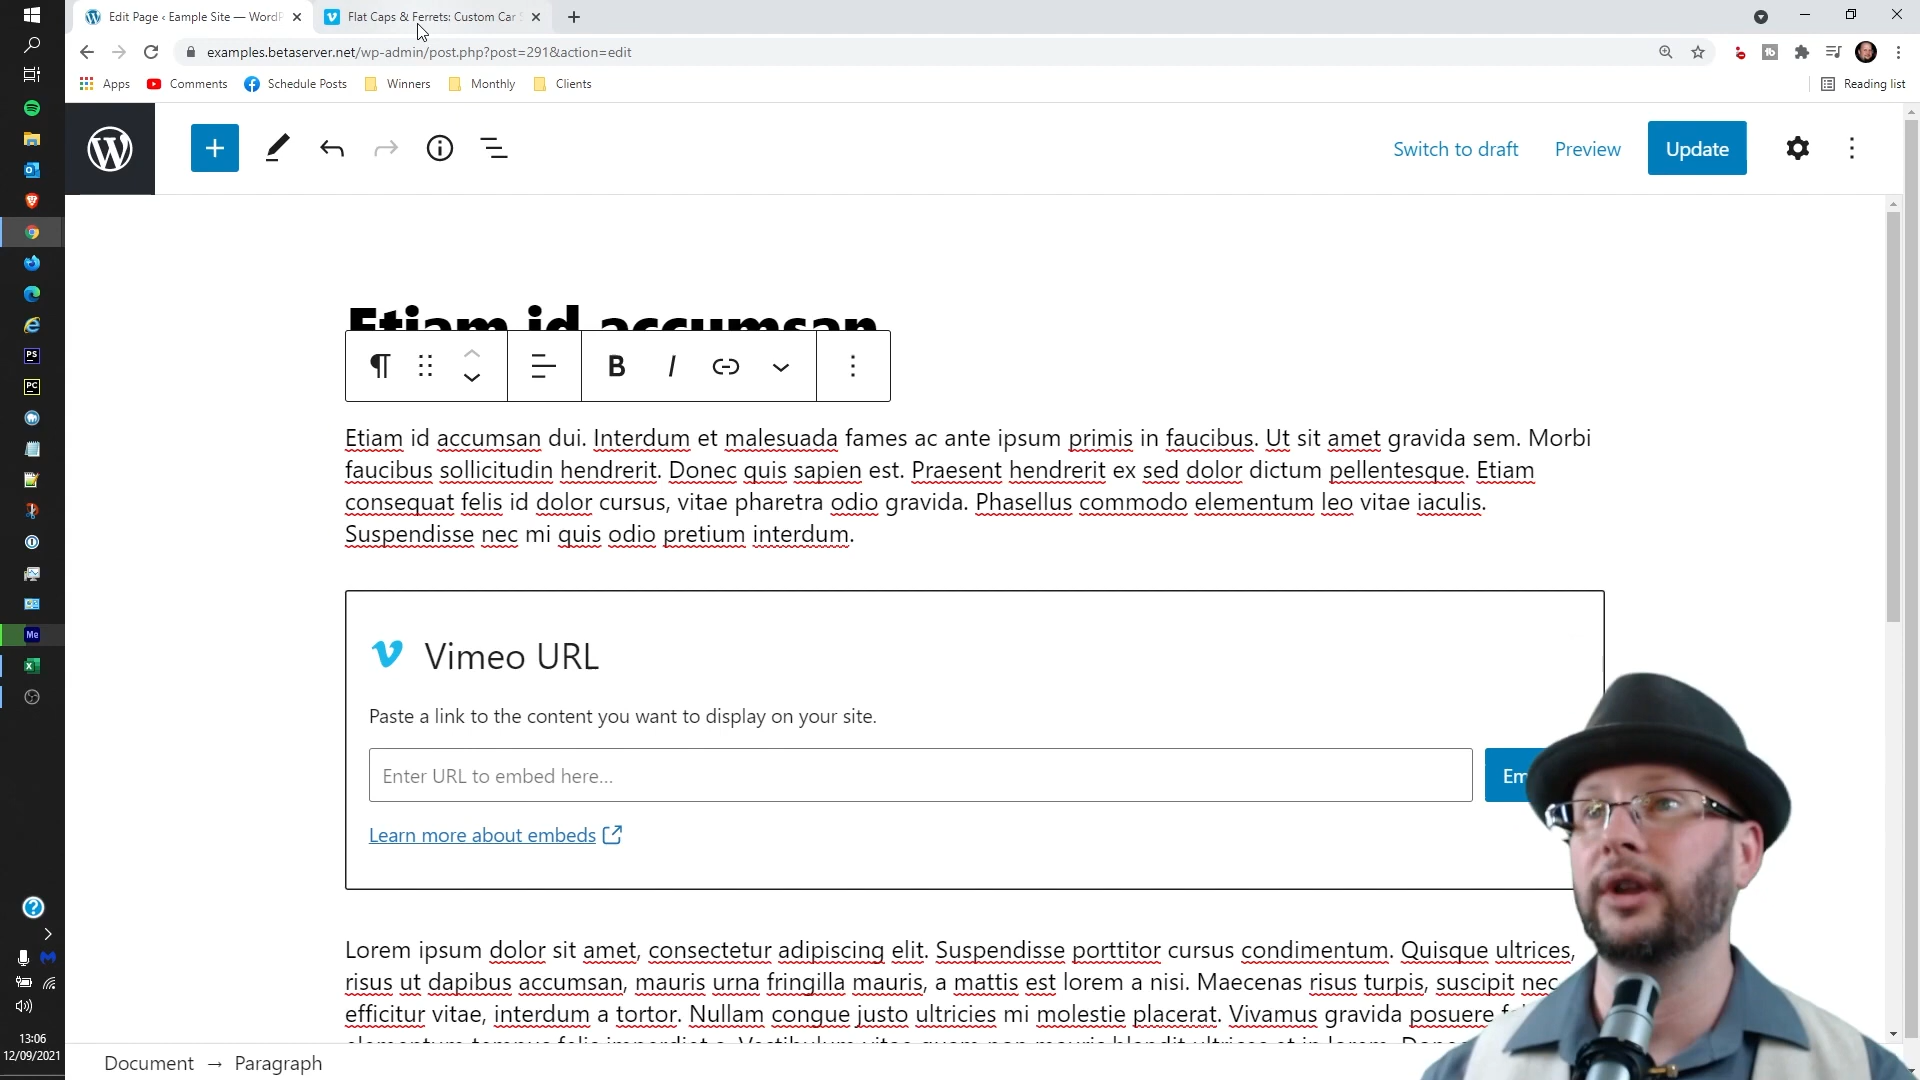 Edit Page ‹ Eample Site — WordP
Flat Caps & Ferrets: Custom Car S
examples.betaserver.net/wp-admin/post.php?post=291&action=edit
Apps
Comments
Schedule Posts
Winners
Monthly
Clients
Reading list
Switch to draft
Preview
Update
Etiam id accumsan
B I
Etiam id accumsan dui. Interdum et malesuada fames ac ante ipsum primis in faucibus. Ut sit amet gravida sem. Morbi
faucibus sollicitudin hendrerit. Donec quis sapien est. Praesent hendrerit ex sed dolor dictum pellentesque. Etiam
consequat felis id dolor cursus, vitae pharetra odio gravida. Phasellus commodo elementum leo vitae iaculis.
Suspendisse nec mi quis odio pretium interdum.
Vimeo URL
Paste a link to the content you want to display on your site.
Enter URL to embed here...
Em
Learn more about embeds
Lorem ipsum dolor sit amet, consectetur adipiscing elit. Suspendisse porttitor cursus condimentum. Quisque ultrices,
risus ut dapibus accumsan, mauris urna fringilla mauris, a mattis est lorem a nisi. Maecenas risus turpis, suscipit nec
efficitur vitae, interdum a tortor. Nullam congue justo ultricies mi molestie placerat. Vivamus gravida posuere
Document → Paragraph
PS
PC
Me
13:06
12/09/2021